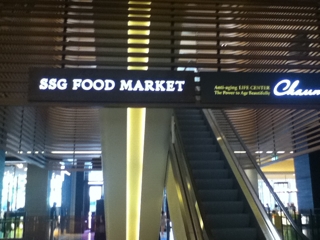 SSG FOOD MARKET
Anti-aging LIFE CENTER
The Power to Age Beautifully